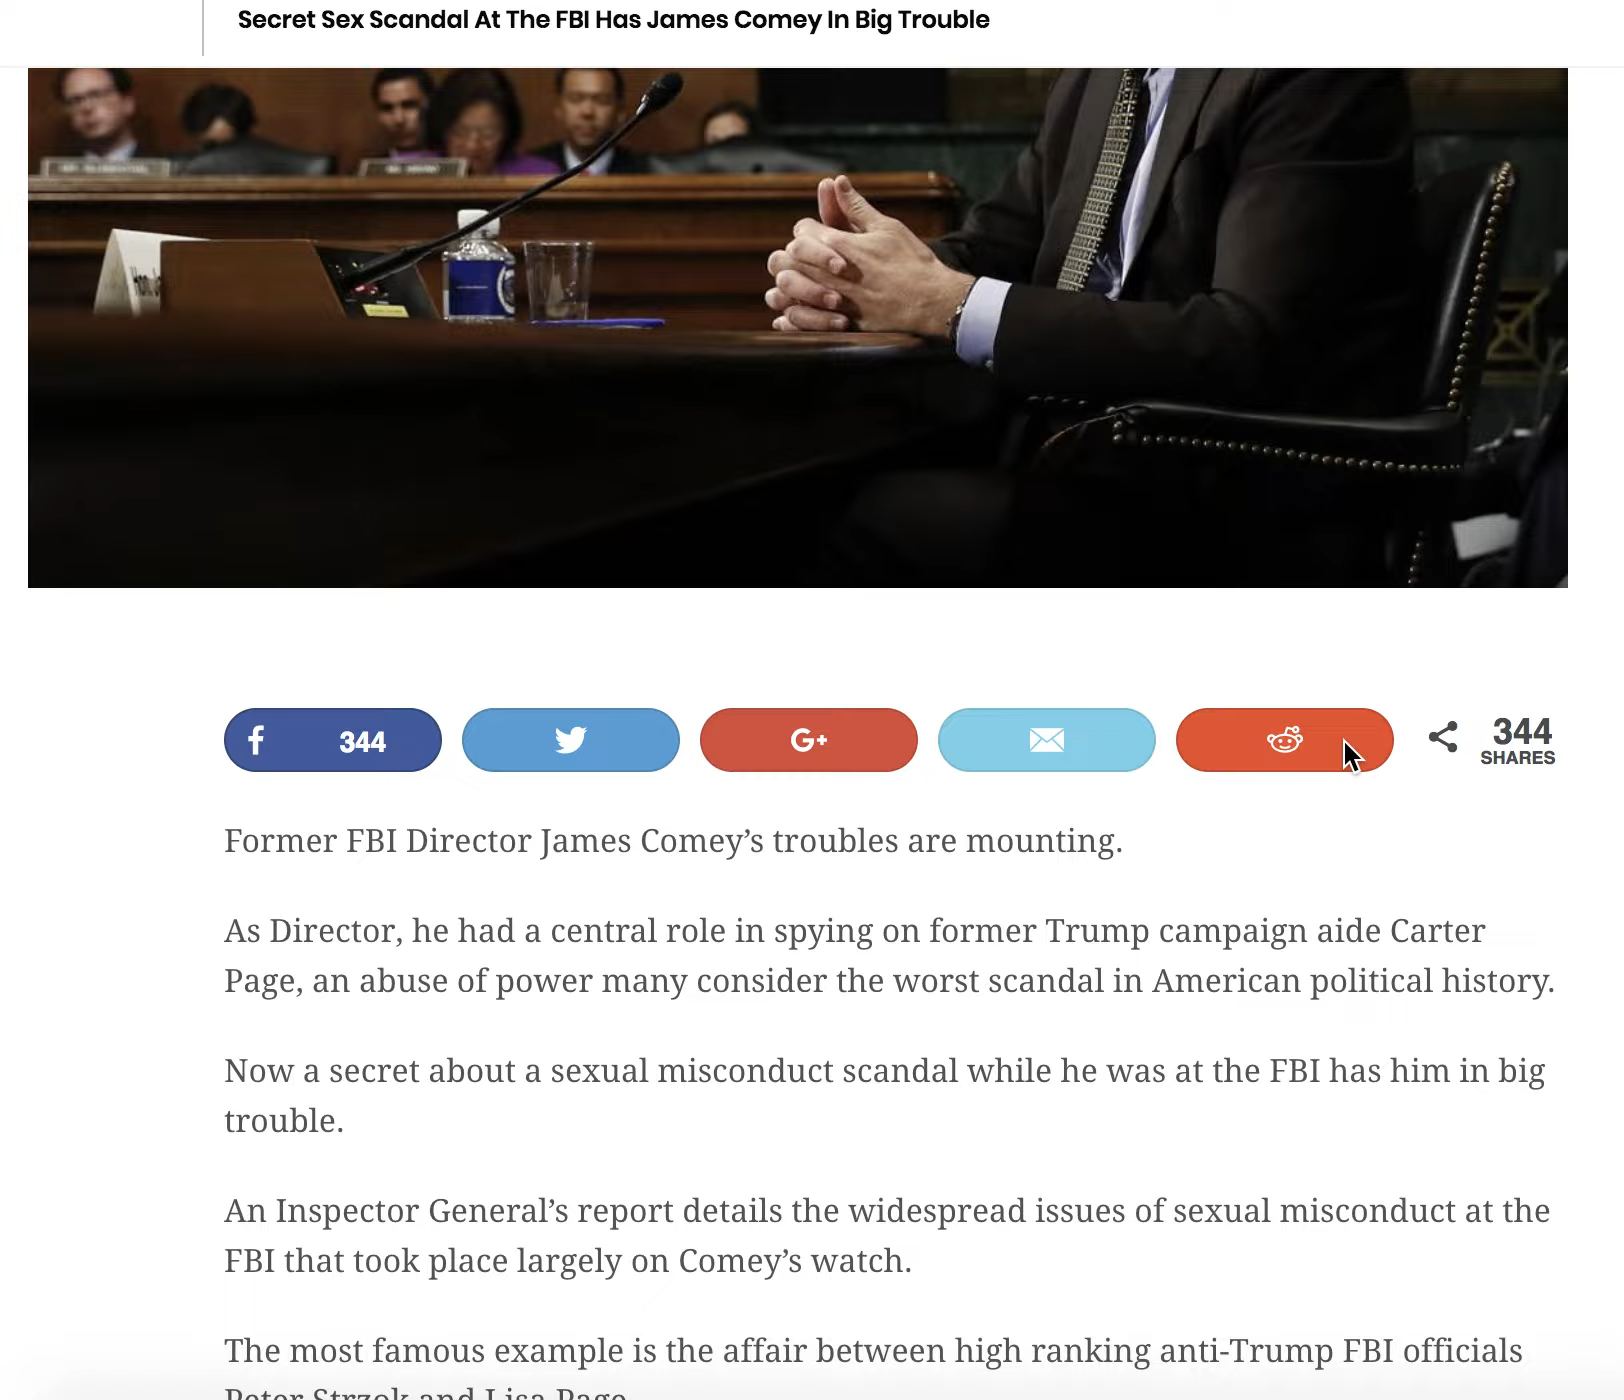 Secret Sex Scandal At The FBI Has James Comey In Big Trouble
344
G+
344
SHARES
Former FBI Director James Comey’s troubles are mounting.
As Director, he had a central role in spying on former Trump campaign aide Carter
Page, an abuse of power many consider the worst scandal in American political history.
Now a secret about a sexual misconduct scandal while he was at the FBI has him in big
trouble.
An Inspector General’s report details the widespread issues of sexual misconduct at the
FBI that took place largely on Comey’s watch.
The most famous example is the affair between high ranking anti-Trump FBI officials
Peter Strzok and Lisa Page